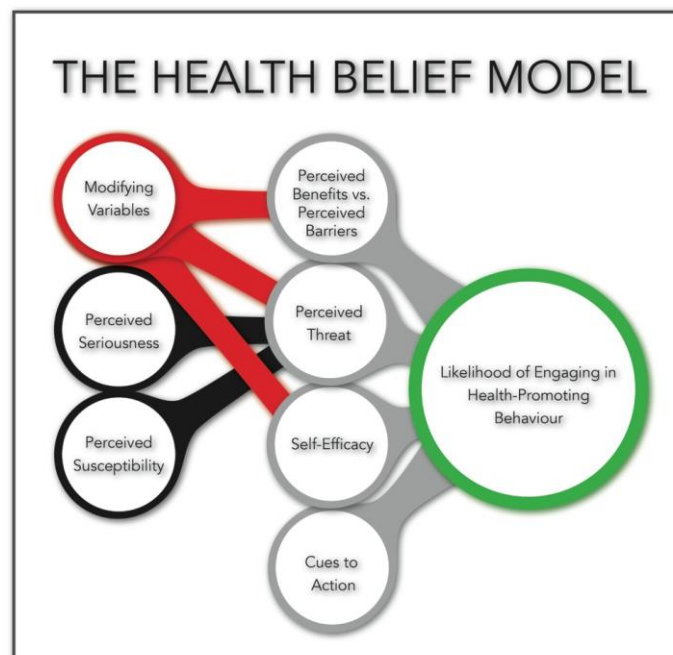 THE HEALTH BELIEF MODEL
Modifying
Variables
Perceived
Seriousness
Perceived
Susceptibility
Perceived
Benefits vs.
Perceived
Barriers
Perceived
Threat
Self-Efficacy
Cues to
Action
Likelihood of Engaging in
Health-Promoting
Behaviour